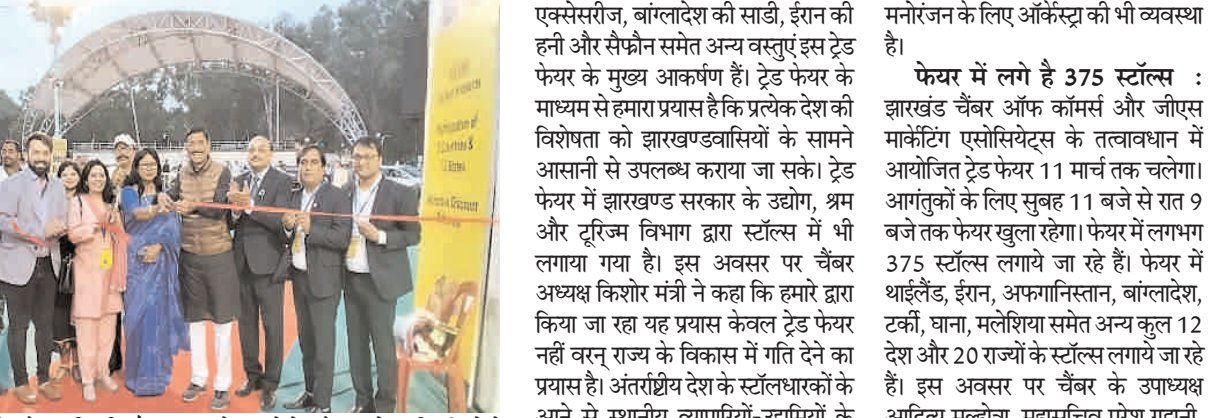 एक्सेसरीज, बांग्लादेश की साडी, ईरान की
हनी और सैफ्रौन समेत अन्य वस्तुएं इस ट्रेड
फेयर के मुख्य आकर्षण हैं। ट्रेड फेयर के
माध्यम से हमारा प्रयास है कि प्रत्येक देश की
विशेषता को झारखण्डवासियों के सामने
आसानी से उपलब्ध कराया जा सके। ट्रेड
फेयर में झारखण्ड सरकार के उद्योग, श्रम
और टूरिज्म विभाग द्वारा स्टॉल्स में भी
लगाया गया है। इस अवसर पर चैंबर
अध्यक्ष किशोर मंत्री ने कहा कि हमारे द्वारा
किया जा रहा यह प्रयास केवल ट्रेड फेयर
नहीं वरन् राज्य के विकास में गति देने का
प्रयास है। अंतर्राष्ट्रीय देश के स्टॉलधारकों के
आने से स्थानीय व्यापारियों-उद्यमियों के
मनोरंजन के लिए ऑर्केस्ट्रा की भी व्यवस्था
है।
फेयर में लगे है 375 स्टॉल्स :
झारखंड चैंबर ऑफ कॉमर्स और जीएस
मार्केटिंग एसोसियेट्स के तत्वावधान में
आयोजित ट्रेड फेयर 11 मार्च तक चलेगा।
आगंतुकों के लिए सुबह 11 बजे से रात 9
बजे तक फेयर खुला रहेगा। फेयर में लगभग
375 स्टॉल्स लगाये जा रहे हैं। फेयर में
थाईलैंड, ईरान, अफगानिस्तान, बांग्लादेश,
टर्की, घाना, मलेशिया समेत अन्य कुल 12
देश और 20 राज्यों के स्टॉल्स लगाये जा रहे
हैं। इस अवसर पर चैंबर के उपाध्यक्ष